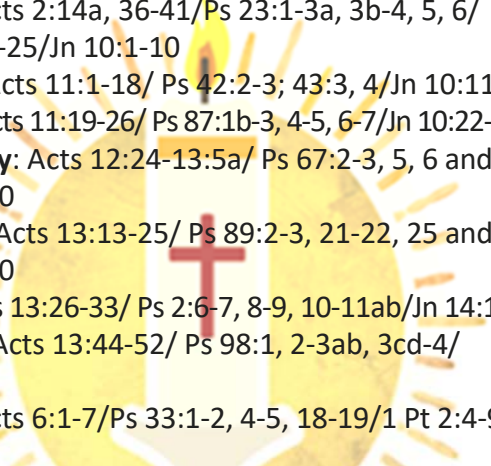 cts 2:14a, 36-41/Ps 23:1-3a, 3b-4, 5, 6/
-25/Jn 10:1-10
Acts 11:1-18/ Ps 42:2-3; 43:3, 4/Jn 10:11
cts 11:19-26/ Ps 87:1b-3, 4-5, 6-7/Jn 10:22-
y: Acts 12:24-13:5a/ Ps 67:2-3, 5, 6 and
0
Acts 13:13-25/ Ps 89:2-3, 21-22, 25 and
0
s 13:26-33/ Ps 2:6-7, 8-9, 10-11ab/Jn 14:1
Acts 13:44-52/ Ps 98:1, 2-3ab, 3cd-4/
cts 6:1-7/Ps 33:1-2, 4-5, 18-19/1 Pt 2:4-9